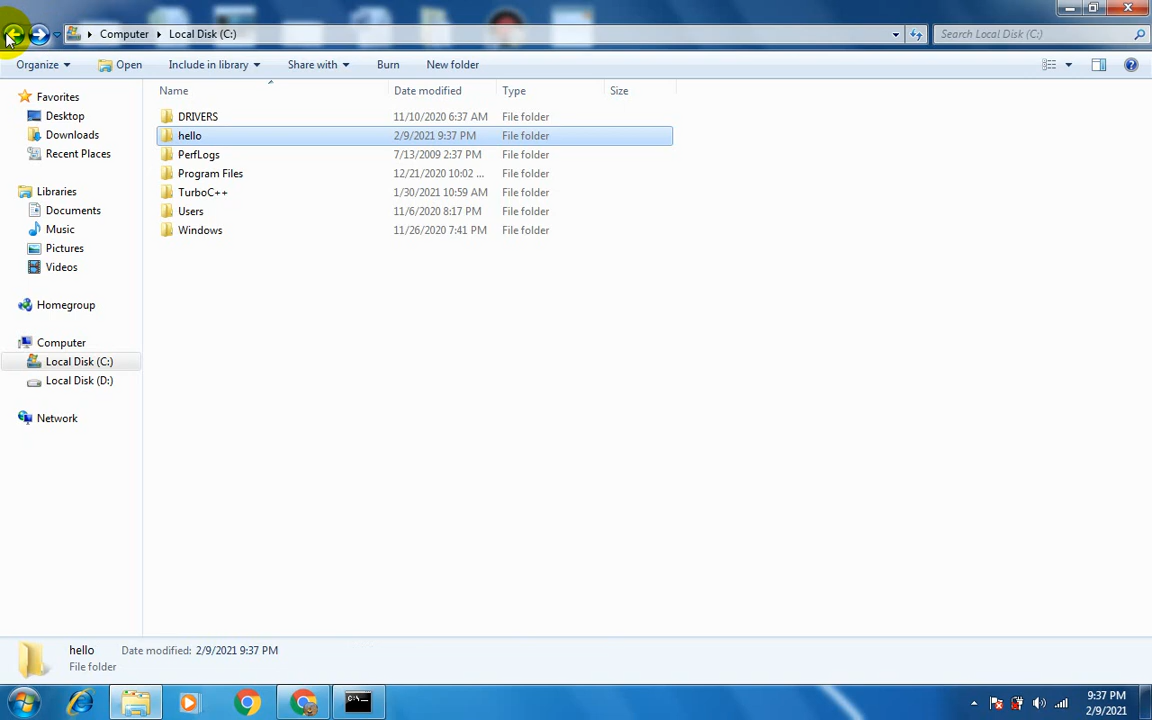 Computer Local Disk (C:) Search Local Disk (C:)
Organize Open Include in library Share with Burn New folder
Name Date modified Type Size
DRIVERS 11/10/2020 6:37 AM File folder
hello 2/9/2021 9:37 PM File folder
PerfLogs 7/13/2009 2:37 PM File folder
Program Files 12/21/2020 10:02 ... File folder
TurboC++ 1/30/2021 10:59 AM File folder
Users 11/6/2020 8:17 PM File folder
Windows 11/26/2020 7:41 PM File folder
Favorites
Desktop
Downloads
Recent Places
Libraries
Documents
Music
Pictures
Videos
Homegroup
Computer
Local Disk (C:)
Local Disk (D:)
Network
hello Date modified: 2/9/2021 9:37 PM
File folder
C:\_
9:37 PM
2/9/2021